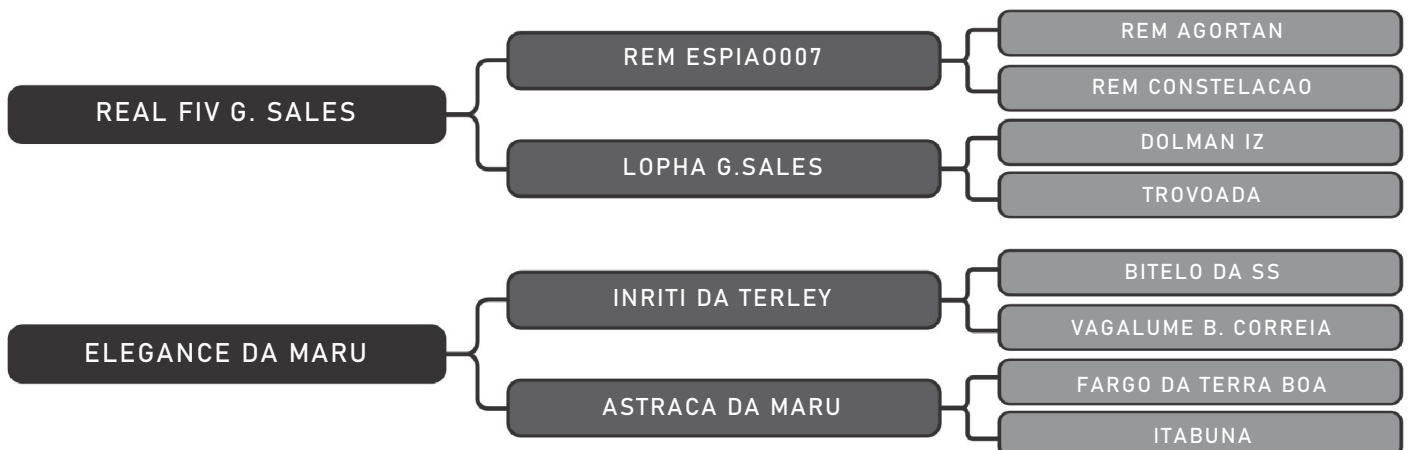 REAL FIV G. SALES
REM ESPIAO007
REM AGORTAN
REM CONSTELACAO
LOPHA G.SALES
DOLMAN IZ
TROVOADA
ELEGANCE DA MARU
INRITI DA TERLEY
BITELO DA SS
VAGALUME B. CORREIA
ASTRACA DA MARU
FARGO DA TERRA BOA
ITABUNA